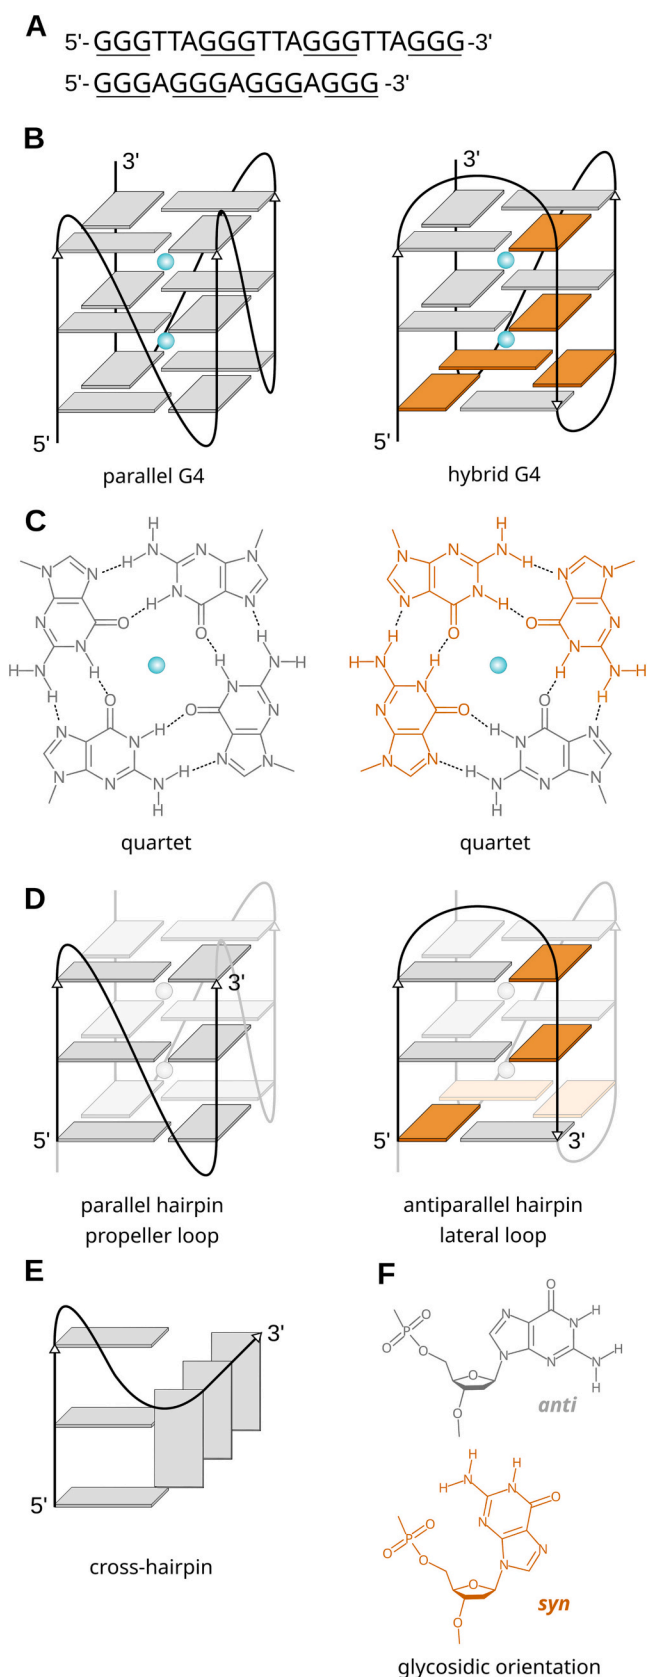 A
5'-GGGTTAGGGTTAGGGTTAGGG-3'
5'-GGGAGGGAGGGAGGG-3'
B
3'
3'
5'
5'
parallel G4
hybrid G4
C
H
H
H
N
N
N
H
N
N
N
N
H
N
N
O
O
H
N
N
H
N
H
H
N
H
N
N
H
O
O
N
N
H
N
N
N
N
H
N
N
H
H
H
N
N
N
H
N
N
N
N
H
O
N
N
H
O
H
H
H
N
H
N
H
N
H
N
O
O
N
H
N
N
N
N
H
N
N
H
N
H
quartet
quartet
D
3'
5'
5'
3'
parallel hairpin
propeller loop
antiparallel hairpin
lateral loop
E
F
3'
5'
cross-hairpin
O
N
N
H
O
P
O
O
N
N
N
H
H
O
O
anti
H
H
H
N
N
O
N
O
P
O
O
N
N
O
O
syn
glycosidic orientation